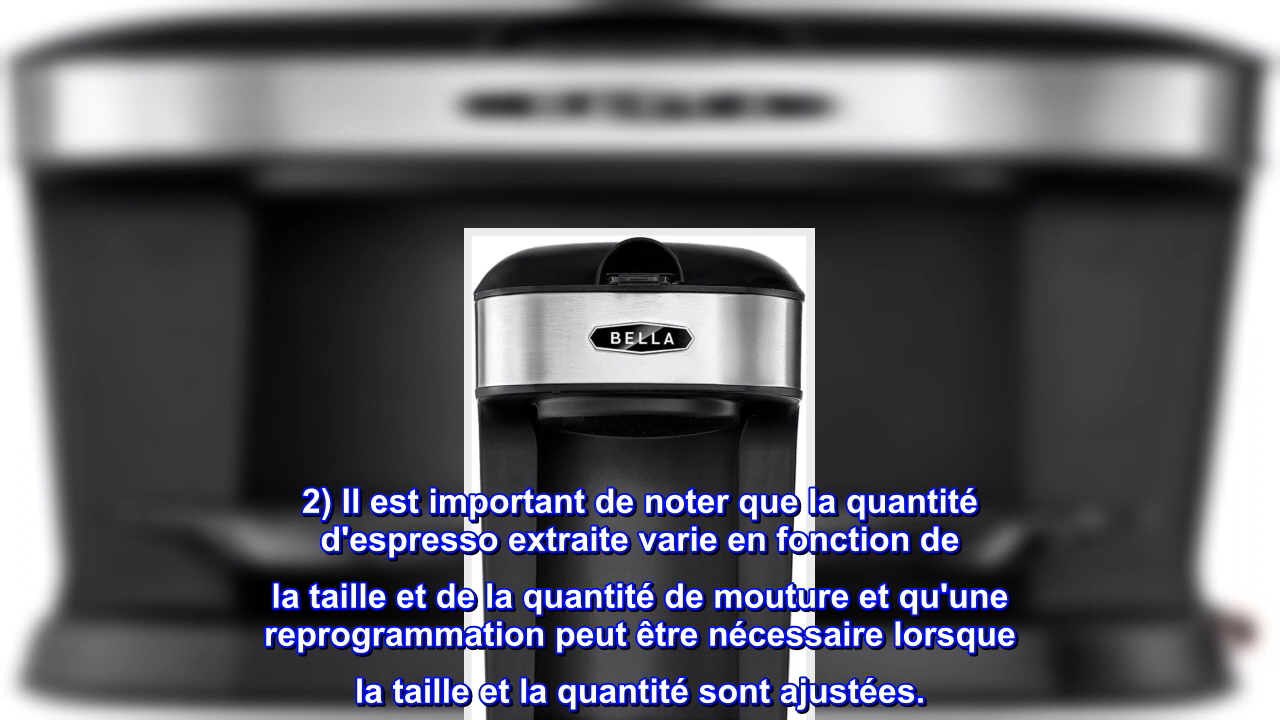 BELLA
2) Il est important de noter que la quantité
d'espresso extraite varie en fonction de
la taille et de la quantité de mouture et qu'une
reprogrammation peut être nécessaire lorsque
la taille et la quantité sont ajustées.